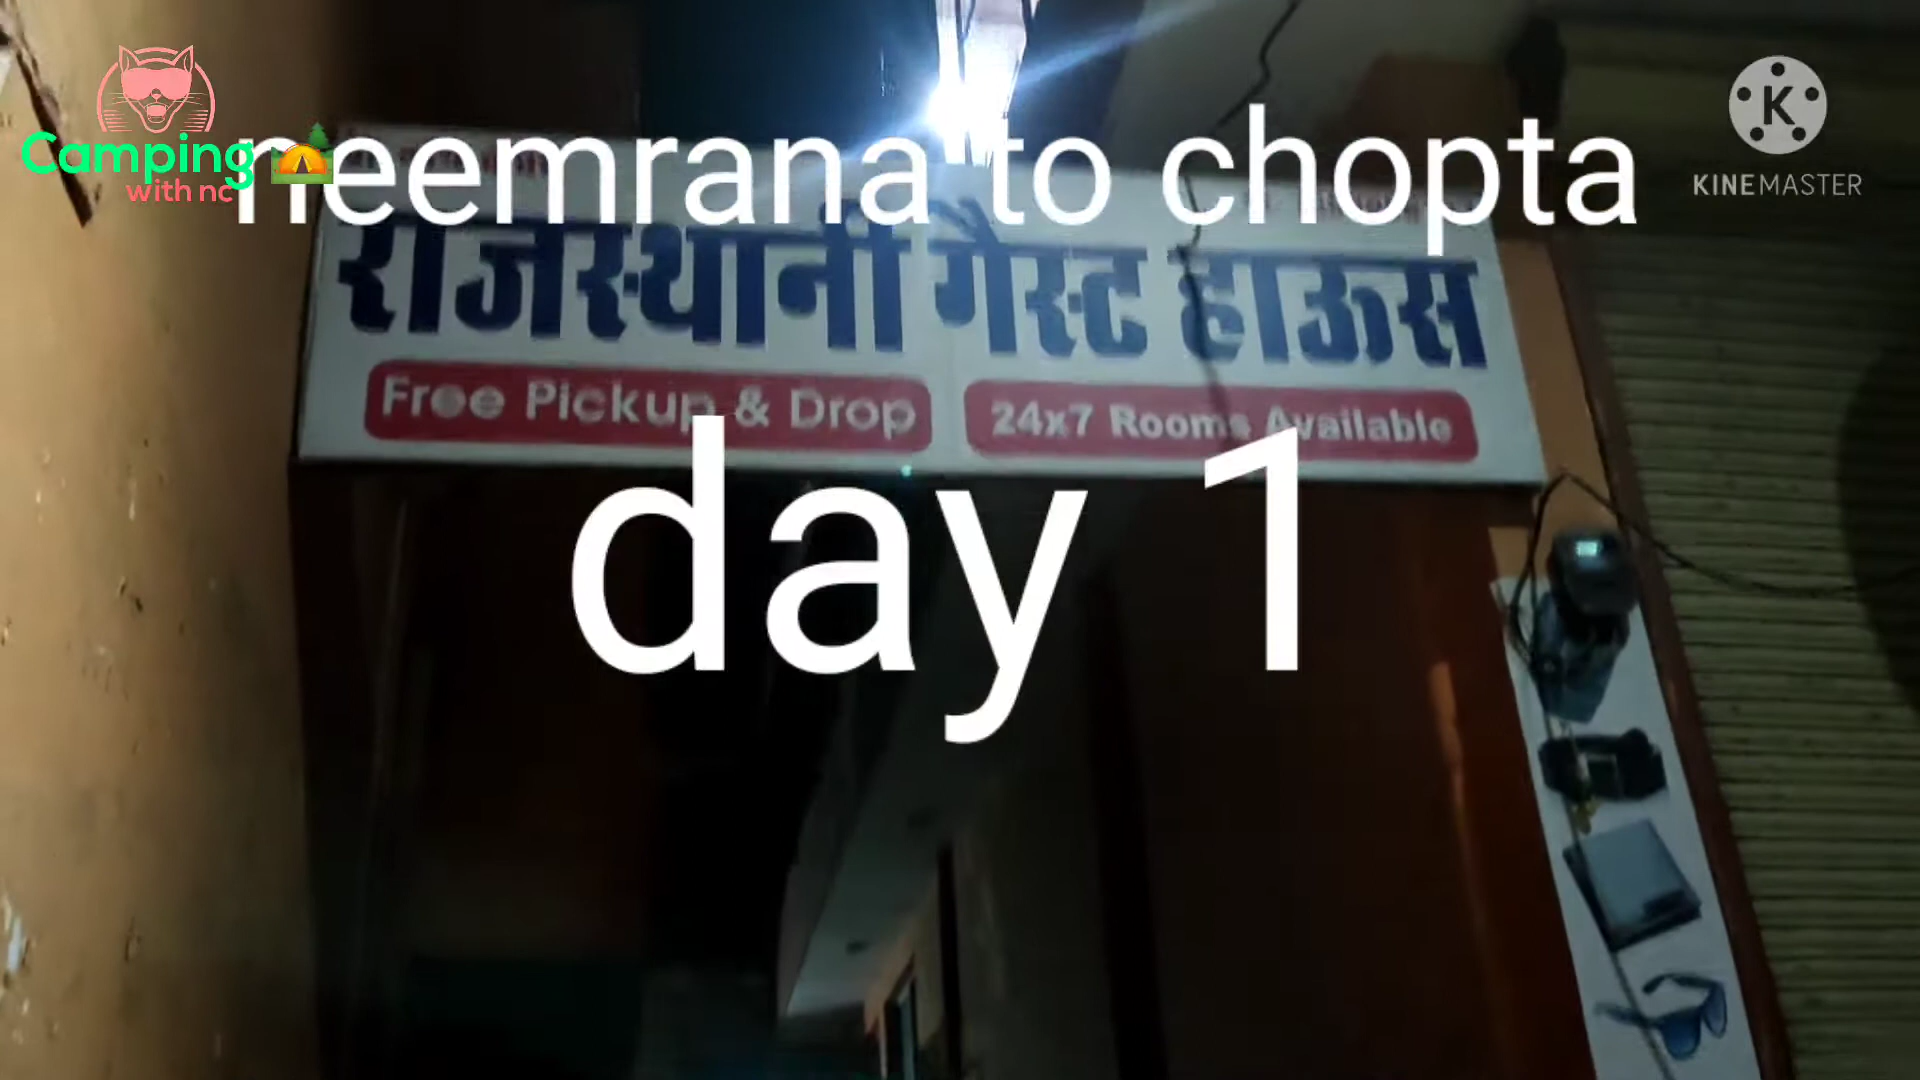 Camping
with nc
neemrana to chopta
KINEMASTER
राजस्थानी गैस्ट हाऊस
Free Pickup & Drop
24x7 Rooms Available
day 1